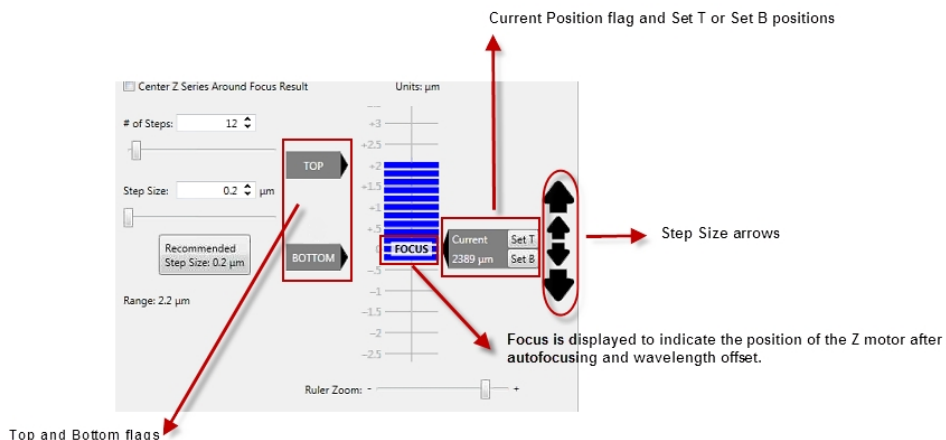 Current Position flag and Set T or Set B positions
Center Z Series Around Focus Result
Units: µm
# of Steps: 12
+3
+2.5
TOP
+2
Step Size: 0.2 µm
+1.5
+1
.5
Current Set T
Step Size arrows
Recommended
Step Size: 0.2 µm
BOTTOM
0
FOCUS
2389 µm Set B
-.5
Range: 2.2 µm
-1
-1.5
-2
Focus is displayed to indicate the position of the Z motor after
autofocusing and wavelength offset.
-2.5
Ruler Zoom: - +
Top and Bottom flags